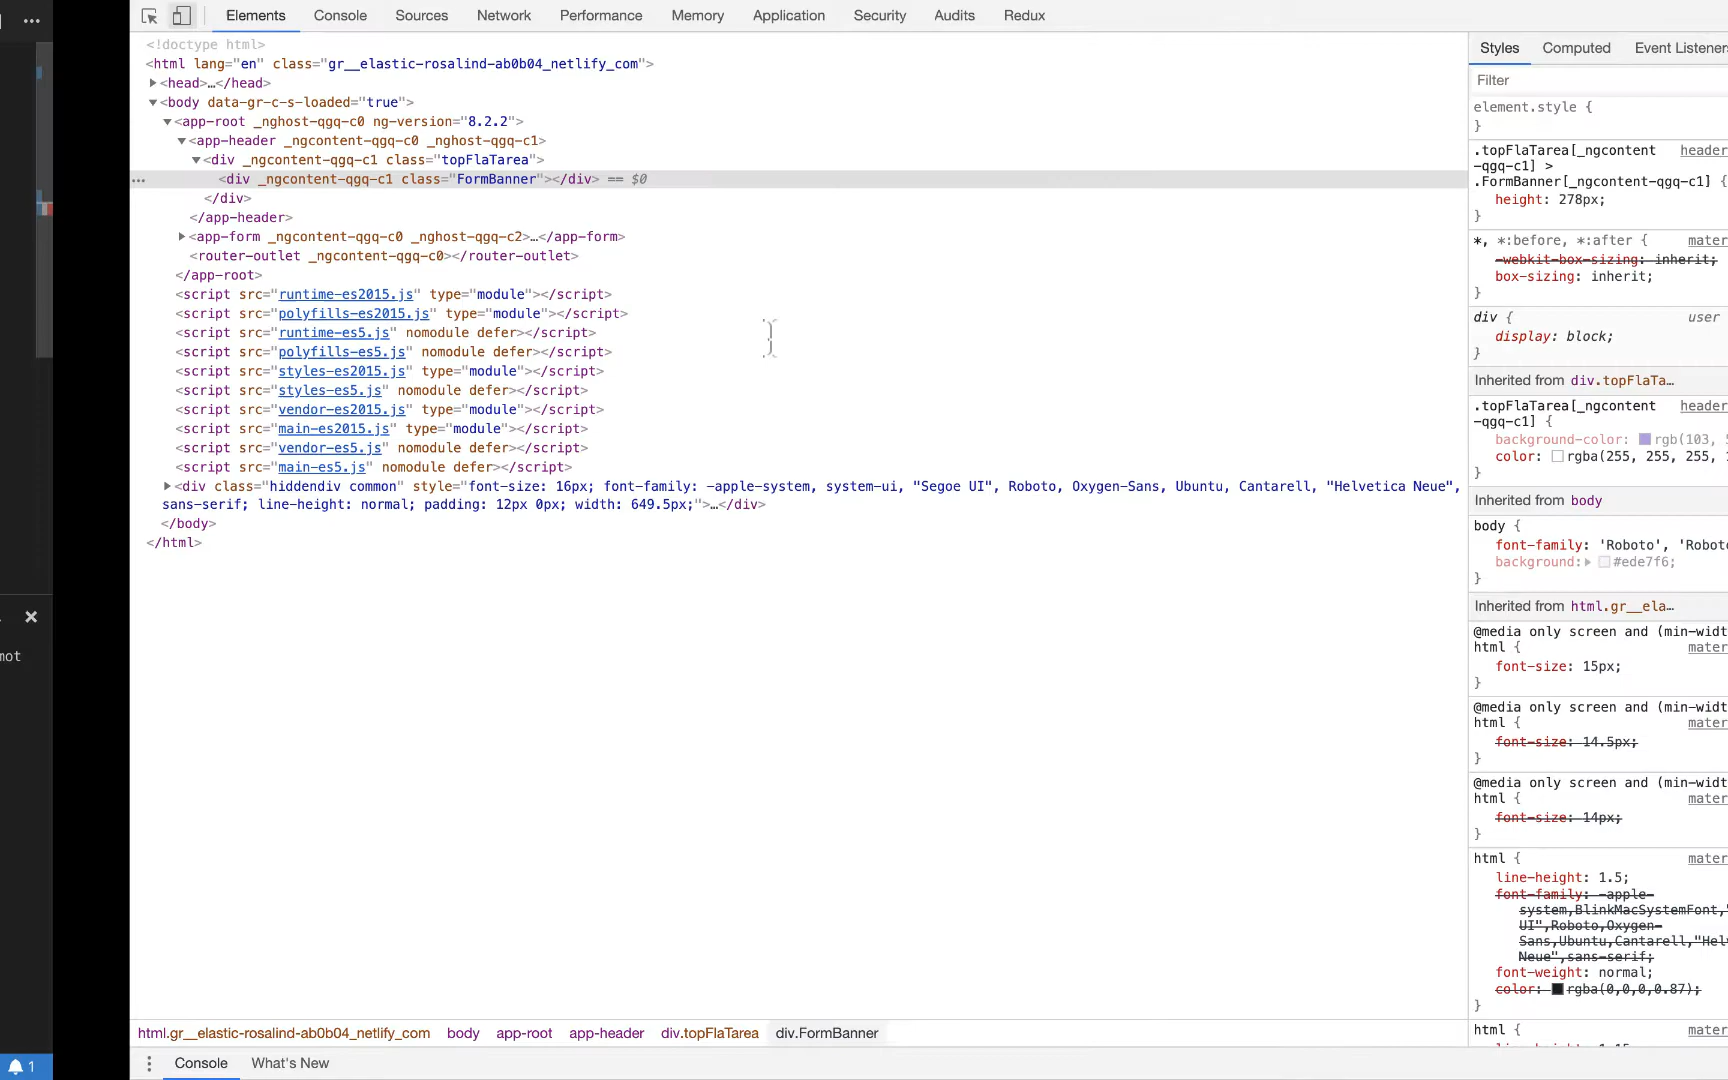 Elements Console Sources Network Performance Memory Application Security Audits Redux
<!doctype html>
<html lang="en" class="gr__elastic-rosalind-ab0b04_netlify_com">
<head>…</head>
<body data-gr-c-s-loaded="true">
<app-root _nghost-qgq-c0 ng-version="8.2.2">
<app-header _ngcontent-qgq-c0 _nghost-qgq-c1>
<div _ngcontent-qgq-c1 class="topFlaTarea">
<div _ngcontent-qgq-c1 class="FormBanner"></div> == $0
</div>
</app-header>
<app-form _ngcontent-qgq-c0 _nghost-qgq-c2>…</app-form>
<router-outlet _ngcontent-qgq-c0></router-outlet>
</app-root>
<script src="runtime-es2015.js" type="module"></script>
<script src="polyfills-es2015.js" type="module"></script>
<script src="runtime-es5.js" nomodule defer></script>
<script src="polyfills-es5.js" nomodule defer></script>
<script src="styles-es2015.js" type="module"></script>
<script src="styles-es5.js" nomodule defer></script>
<script src="vendor-es2015.js" type="module"></script>
<script src="main-es2015.js" type="module"></script>
<script src="vendor-es5.js" nomodule defer></script>
<script src="main-es5.js" nomodule defer></script>
<div class="hiddendiv common" style="font-size: 16px; font-family: -apple-system, system-ui, "Segoe UI", Roboto, Oxygen-Sans, Ubuntu, Cantarell, "Helvetica Neue",
sans-serif; line-height: normal; padding: 12px 0px; width: 649.5px;">…</div>
</body>
</html>
html.gr__elastic-rosalind-ab0b04_netlify_com body app-root app-header div.topFlaTarea div.FormBanner
Console What's New
Styles Computed Event Listener
Filter
element.style {
}
.topFlaTarea[_ngcontent header
-qgq-c1] >
.FormBanner[_ngcontent-qgq-c1] {
height: 278px;
}
*, *:before, *:after { mater
-webkit-box-sizing: inherit;
box-sizing: inherit;
}
div { user
display: block;
}
Inherited from div.topFlaTa…
.topFlaTarea[_ngcontent header
-qgq-c1] {
background-color: rgb(103,
color: rgba(255, 255, 255,
}
Inherited from body
body {
font-family: 'Roboto', 'Robot
background: #ede7f6;
}
Inherited from html.gr__ela…
@media only screen and (min-widt
html { mater
font-size: 15px;
}
@media only screen and (min-widt
html { mater
font-size: 14.5px;
}
@media only screen and (min-widt
html { mater
font-size: 14px;
}
html { mater
line-height: 1.5;
font-family: -apple-
system,BlinkMacSystemFont,"
UI",Roboto,Oxygen-
Sans,Ubuntu,Cantarell,"Hel
Neue",sans-serif;
font-weight: normal;
color: rgba(0,0,0,0.87);
}
html { mater
mot
1